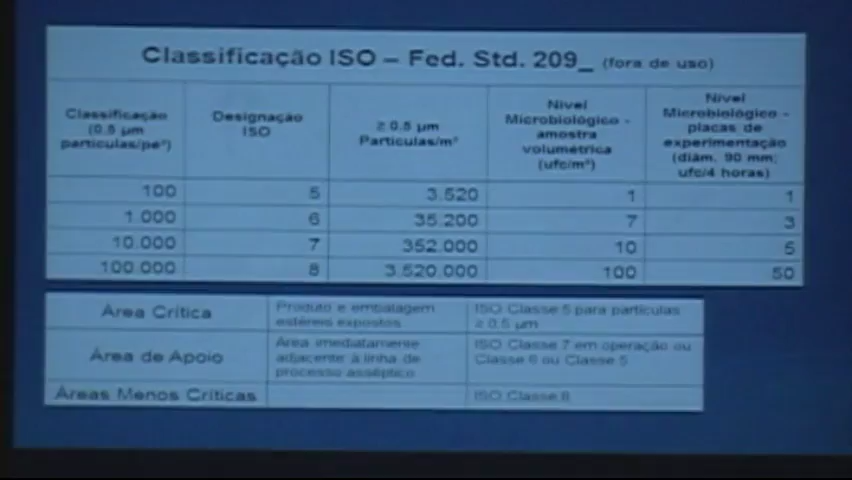 Classificação ISO – Fed. Std. 209_ (fora de uso)
Classificação
(0.5 µm
partículas/pe³)
Designação
ISO
≥ 0.5 µm
Partículas/m³
Nível
Microbiológico -
amostra
volumétrica
(ufc/m³)
Nível
Microbiológico -
placas de
experimentação
(diâm. 90 mm;
ufc/4 horas)
100 5 3.520 1 1
1.000 6 35.200 7 3
10.000 7 352.000 10 5
100.000 8 3.520.000 100 50
Área Crítica
Produto e embalagem
estéreis expostos
ISO Classe 5 para partículas
≥ 0.5 µm
Área de Apoio
Área imediatamente
adjacente à linha de
processo asséptico
ISO Classe 7 em operação ou
Classe 6 ou Classe 5
Áreas Menos Críticas
ISO Classe 8